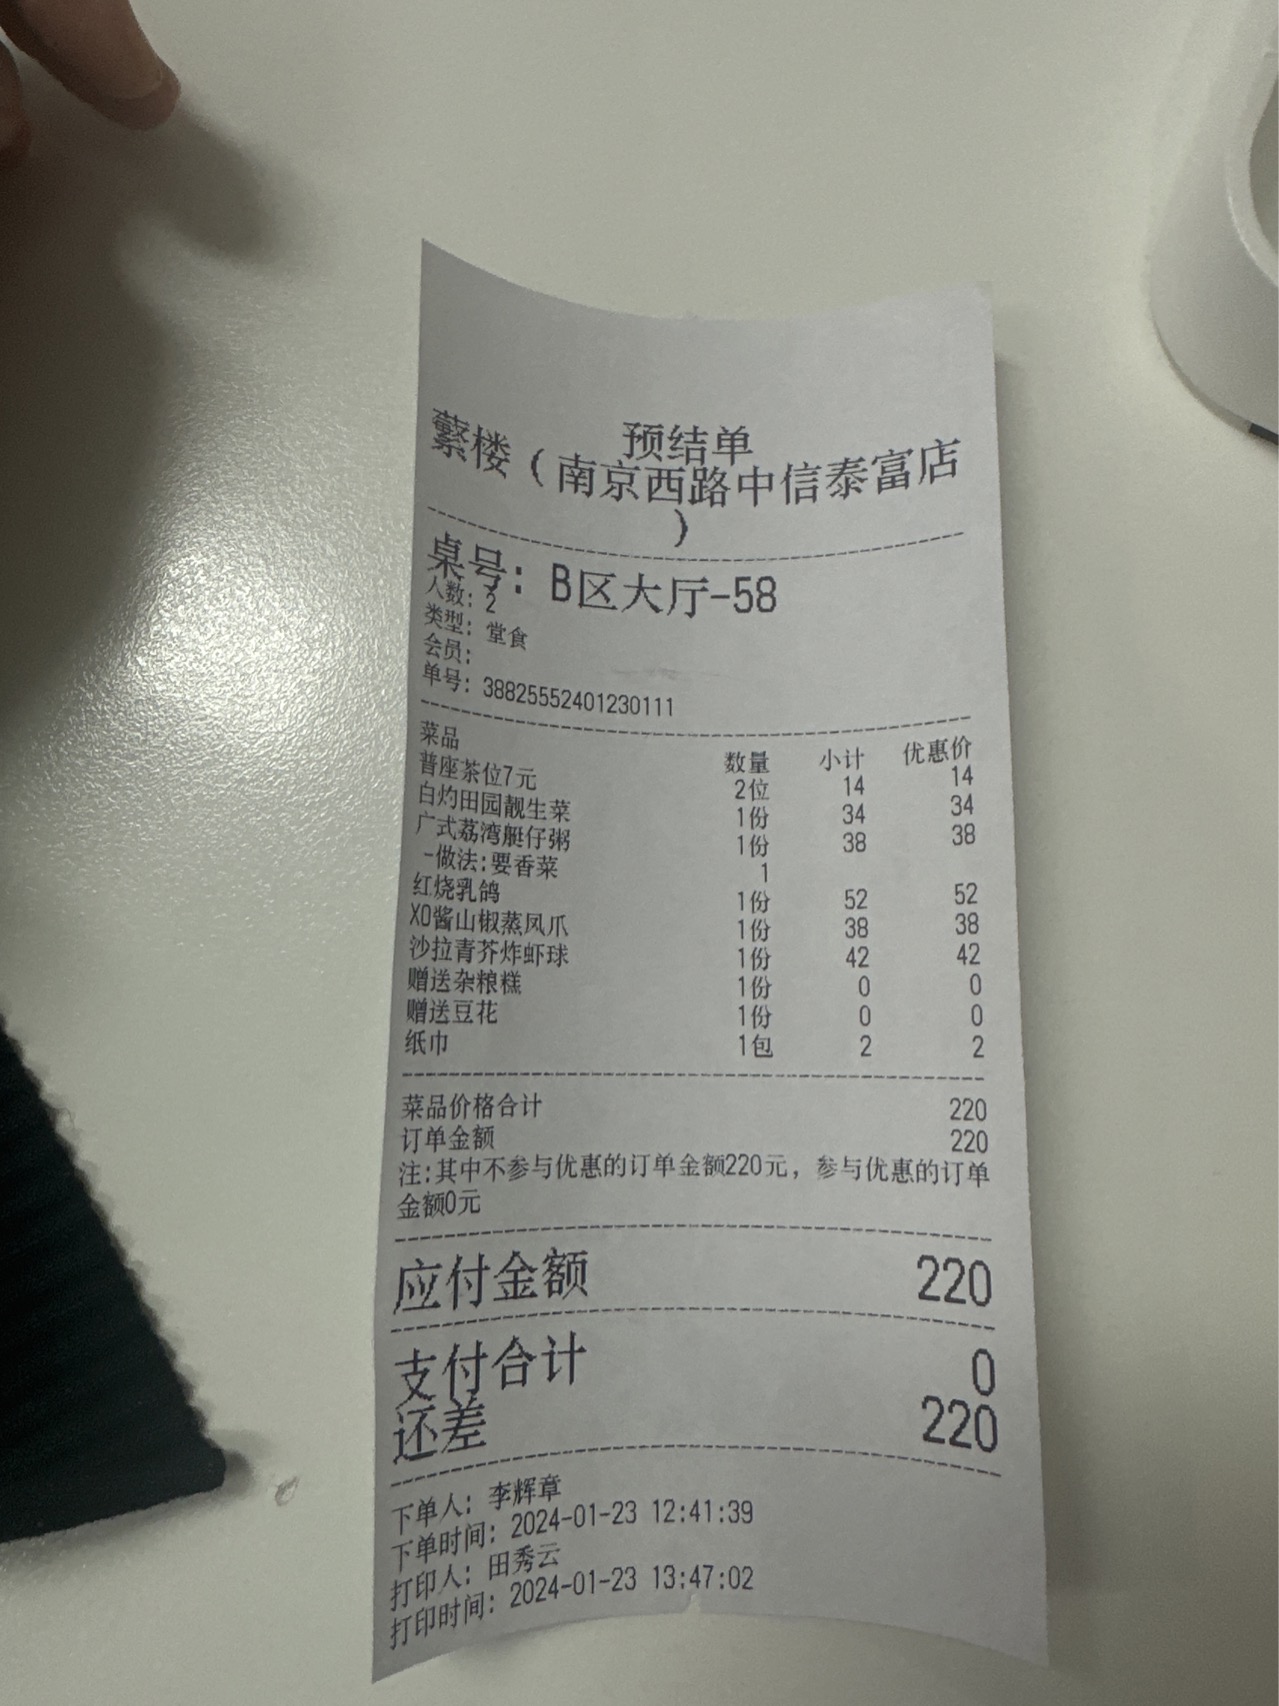 预结单
蘩楼（南京西路中信泰富店
）
桌号：B区大厅-58
人数：2
类型：堂食
会员：
单号：38825552401230111
菜品 数量 小计 优惠价
普座茶位7元 2位 14 14
白灼田园靓生菜 1份 34 34
广式荔湾艇仔粥 1份 38 38
-做法:要香菜 1
红烧乳鸽 1份 52 52
XO酱山椒蒸凤爪 1份 38 38
沙拉青芥炸虾球 1份 42 42
赠送杂粮糕 1份 0 0
赠送豆花 1份 0 0
纸巾 1包 2 2
菜品价格合计 220
订单金额 220
注:其中不参与优惠的订单金额220元，参与优惠的订单
金额0元
应付金额 220
支付合计 0
还差 220
下单人：李辉章
下单时间：2024-01-23 12:41:39
打印人：田秀云
打印时间：2024-01-23 13:47:02